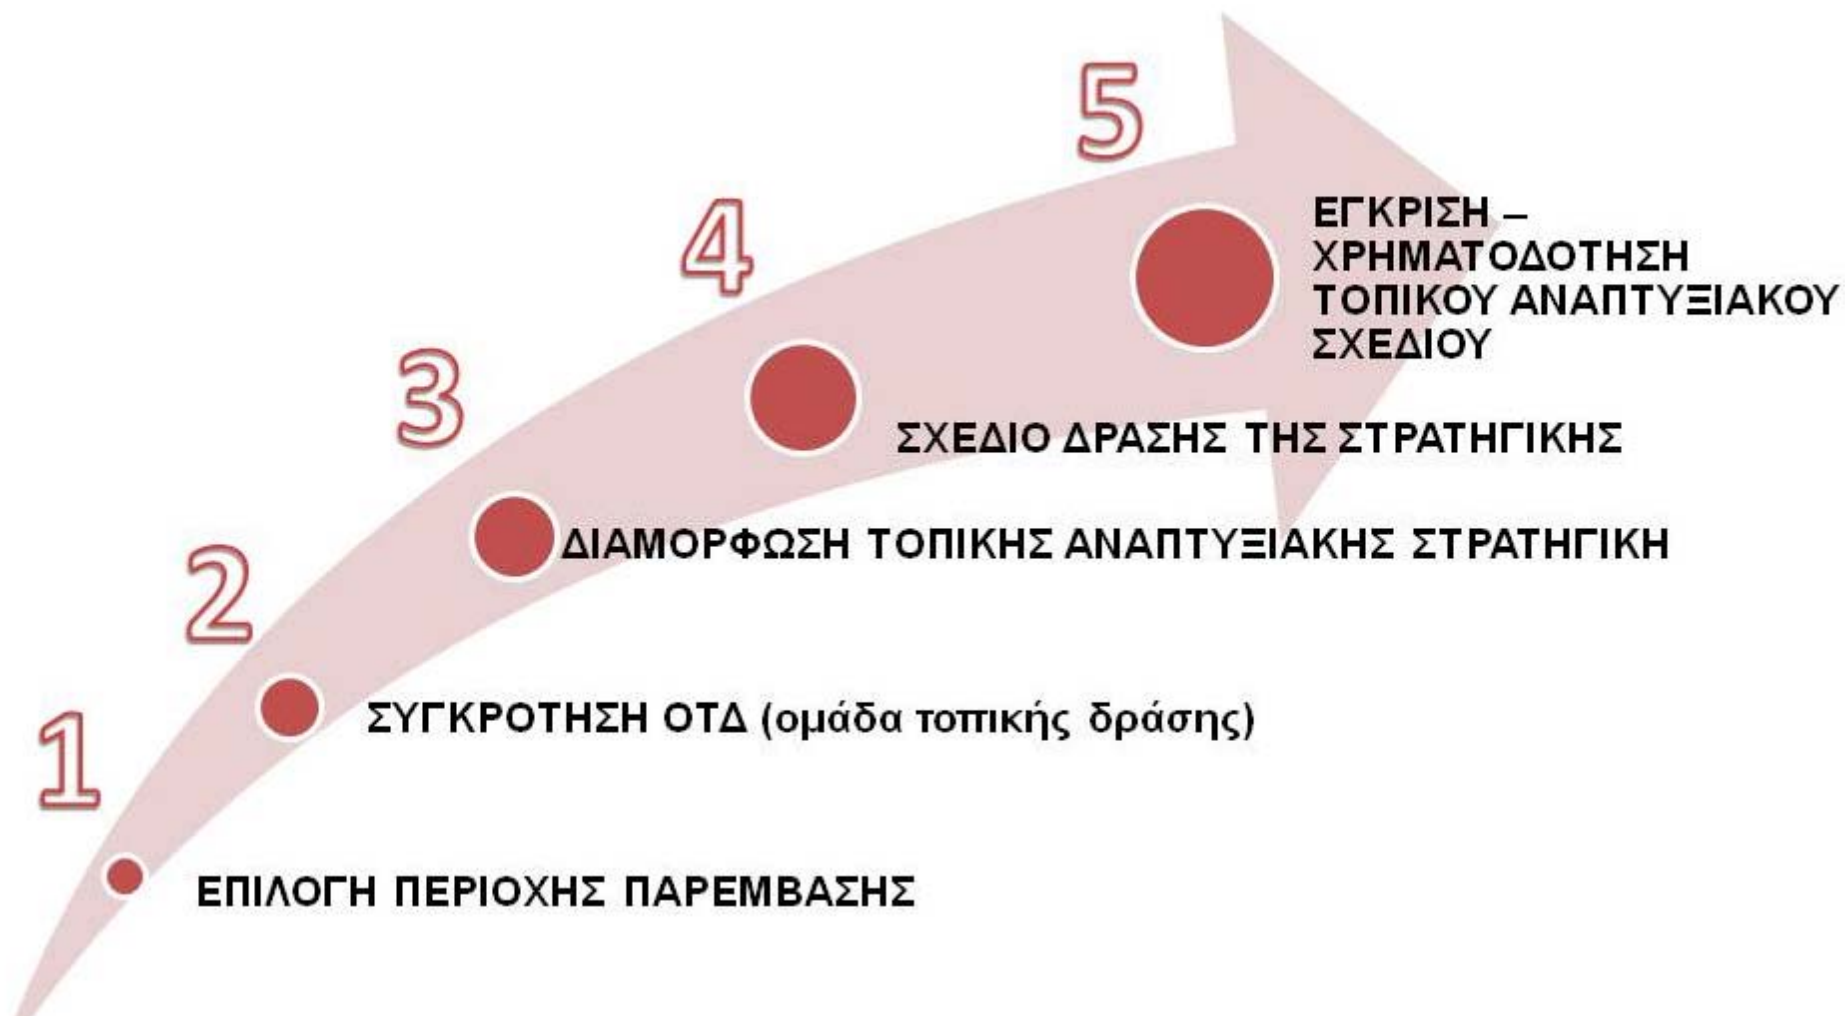 5
ΕΓΚΡΙΣΗ –
ΧΡΗΜΑΤΟΔΟΤΗΣΗ
ΤΟΠΙΚΟΥ ΑΝΑΠΤΥΞΙΑΚΟΥ
ΣΧΕΔΙΟΥ
4
ΣΧΕΔΙΟ ΔΡΑΣΗΣ ΤΗΣ ΣΤΡΑΤΗΓΙΚΗΣ
3
ΔΙΑΜΟΡΦΩΣΗ ΤΟΠΙΚΗΣ ΑΝΑΠΤΥΞΙΑΚΗΣ ΣΤΡΑΤΗΓΙΚΗ
2
ΣΥΓΚΡΟΤΗΣΗ ΟΤΔ (ομάδα τοπικής δράσης)
1
ΕΠΙΛΟΓΗ ΠΕΡΙΟΧΗΣ ΠΑΡΕΜΒΑΣΗΣ